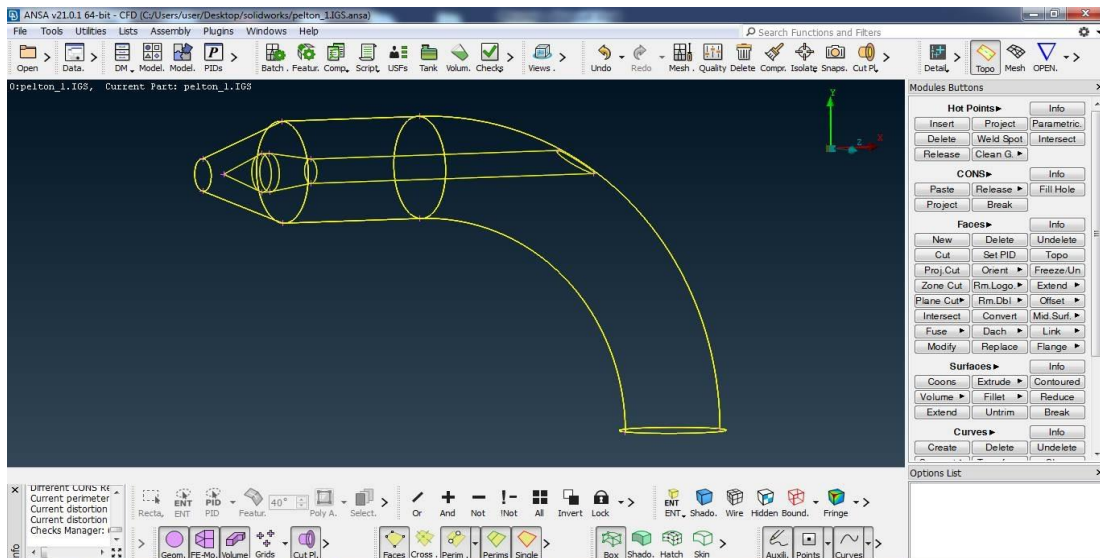 ANSA v21.0.1 64-bit - CFD (C:/Users/user/Desktop/solidworks/pelton_1.IGS.ansa)
File Tools Utilities Lists Assembly Plugins Windows Help Search Functions and Filters
Open Data. DM Model. Model. PIDs Batch . Featur. Comp. Script. USFs Tank Volum. Checks Views . Undo Redo Mesh . Quality Delete Compr. Isolate Snaps. Cut Pl. Detail. Topo Mesh OPEN.
0:pelton_1.IGS, Current Part: pelton_1.IGS
Y
Z X
Modules Buttons
Hot Points Info
Insert Project Parametric.
Delete Weld Spot Intersect
Release Clean G.
CONS Info
Paste Release Fill Hole
Project Break
Faces Info
New Delete Undelete
Cut Set PID Topo
Proj.Cut Orient Freeze/Un
Zone Cut Rm.Logo. Extend
Plane Cut Rm.Dbl Offset
Intersect Convert Mid.Surf.
Fuse Dach Link
Modify Replace Flange
Surfaces Info
Coons Extrude Contoured
Volume Fillet Reduce
Extend Untrim Break
Curves Info
Create Delete Undelete
Options List
Different CONS Re
Current perimeter
Current distortion
Current distortion
Checks Manager:
Info
Recta. ENT PID Featur. 40° Poly A. Select. Or And Not !Not All Invert Lock ENT Shado. Wire Hidden Bound. Fringe
Geom. FE-Mo. Volume Grids Cut Pl. Faces Cross . Perim . Perims Single Box Shado. Hatch Skin Auxili. Points Curves